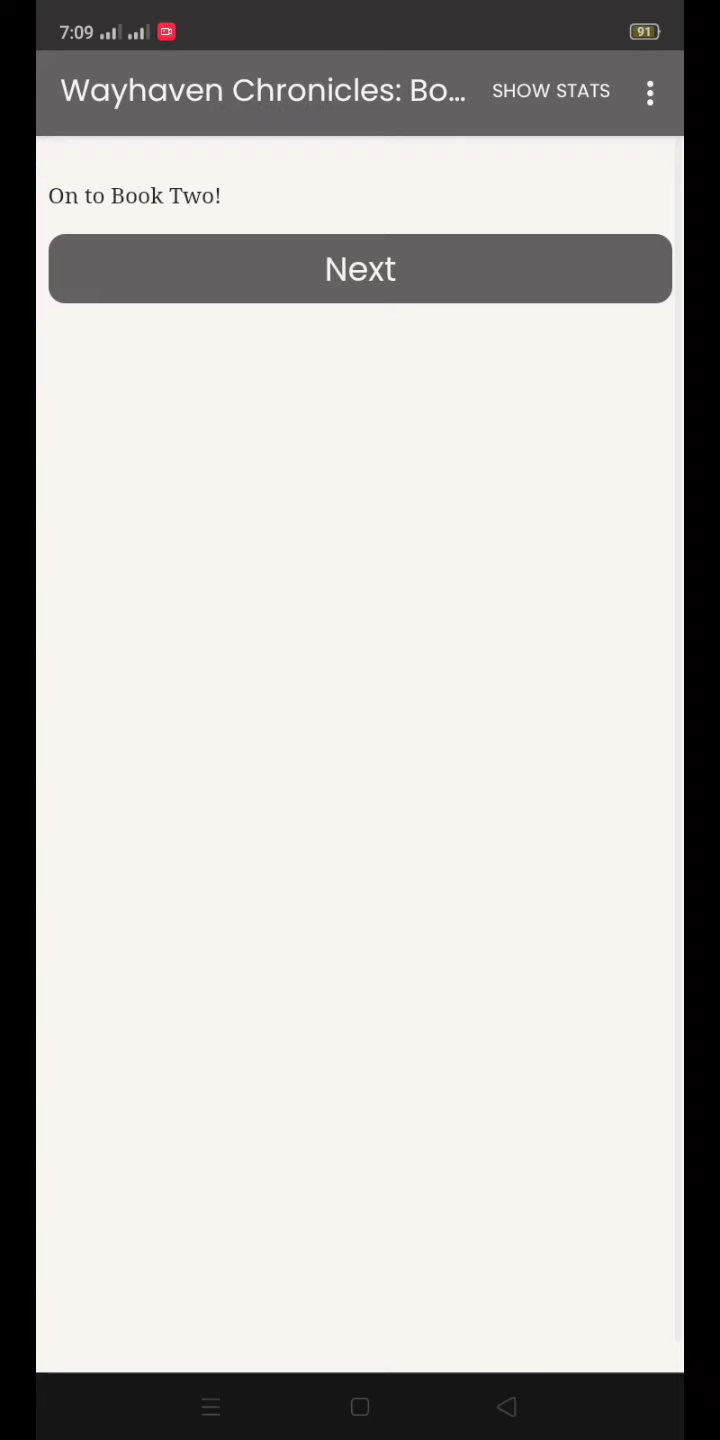 7:09
91
Wayhaven Chronicles: Bo...
SHOW STATS
On to Book Two!
Next